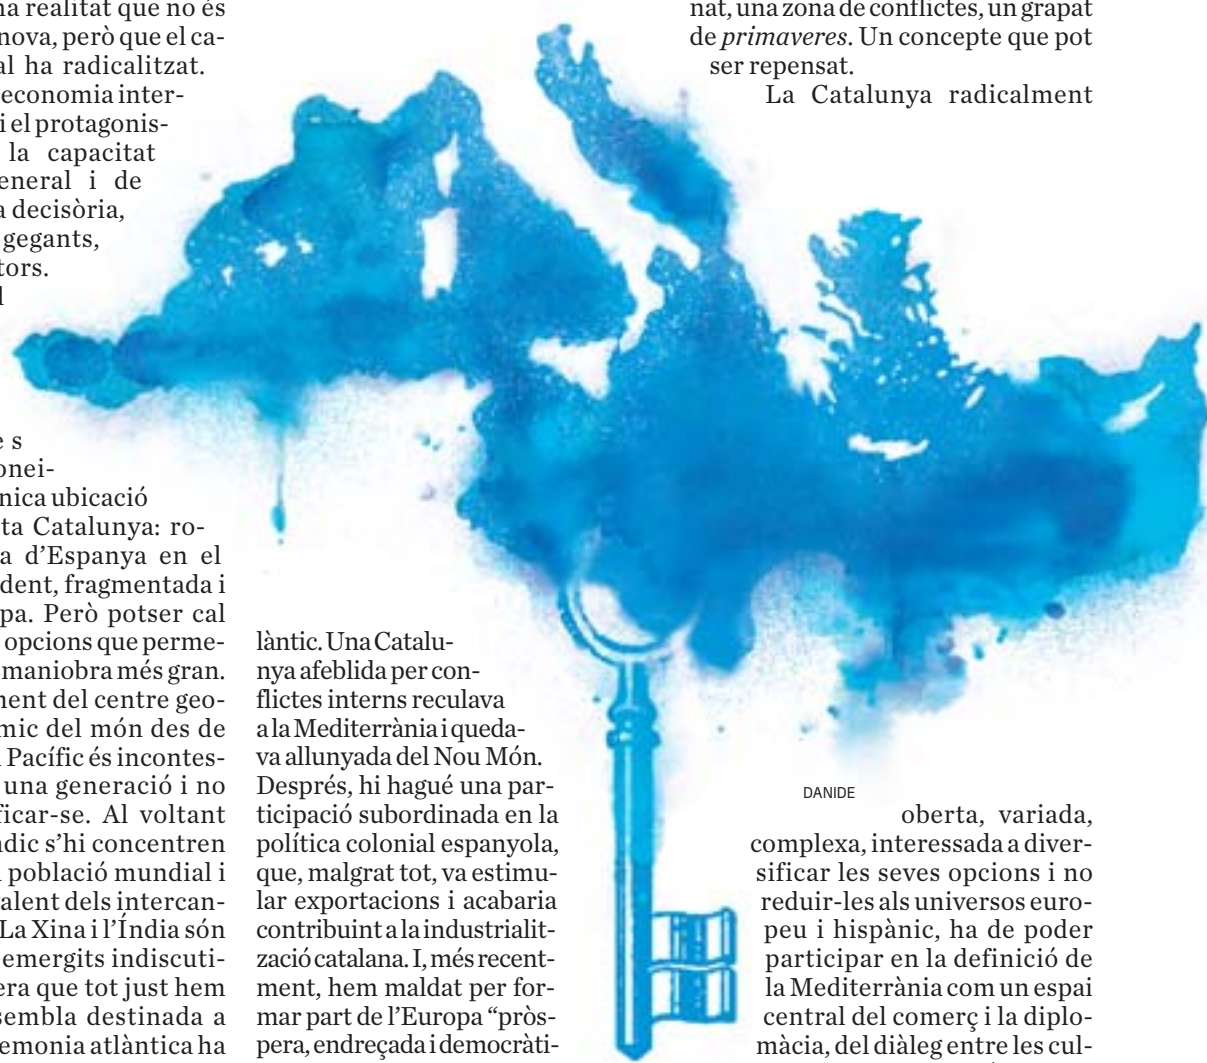 na realitat que no és
nova, però que el ca-
al ha radicalitzat.
economia inter-
i el protagonis-
la capacitat
eneral i de
a decisòria,
gegants,
tors.
l
e s
onei-
nica ubicació
ta Catalunya: ro-
a d’Espanya en el
dent, fragmentada i
pa. Però potser cal
opcions que perme-
maniobra més gran.
ment del centre geo-
mic del món des de
Pacífic és incontes-
una generació i no
ficar-se. Al voltant
ndic s’hi concentren
població mundial i
alent dels intercan-
La Xina i l’Índia són
emergits indiscuti-
era que tot just hem
sembla destinada a
emonia atlàntica ha
làntic. Una Catalu-
nya afeblida per con-
flictes interns reculava
a la Mediterrània i queda-
va allunyada del Nou Món.
Després, hi hagué una par-
ticipació subordinada en la
política colonial espanyola,
que, malgrat tot, va estimu-
lar exportacions i acabaria
contribuint a la industrialit-
zació catalana. I, més recent-
ment, hem maldat per for-
mar part de l’Europa “pròs-
pera, endreçada i democràti-
nat, una zona de conflictes, un grapat
de primaveres. Un concepte que pot
ser repensat.
La Catalunya radicalment
DANIDE
oberta, variada,
complexa, interessada a diver-
sificar les seves opcions i no
reduir-les als universos euro-
peu i hispànic, ha de poder
participar en la definició de
la Mediterrània com un espai
central del comerç i la diplo-
màcia, del diàleg entre les cul-